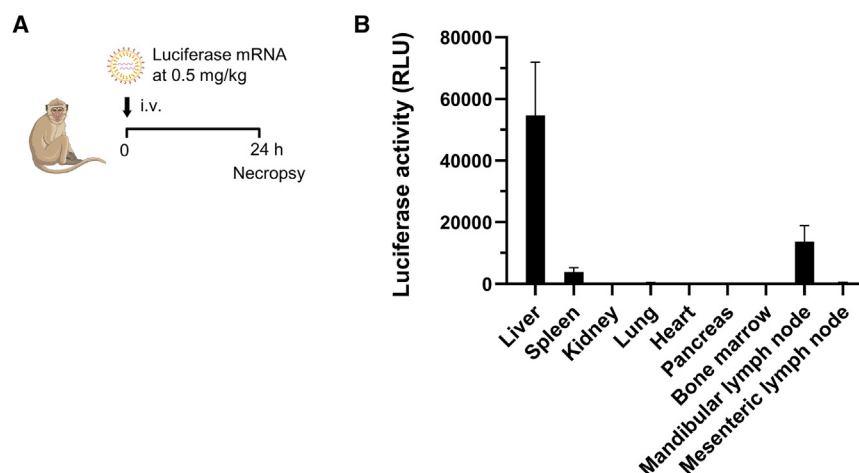 A
Luciferase mRNA
at 0.5 mg/kg
i.v.
0
24 h
Necropsy
B
Luciferase activity (RLU)
80000
60000
40000
20000
0
Liver
Spleen
Kidney
Lung
Heart
Pancreas
Bone marrow
Mandibular lymph node
Mesenteric lymph node